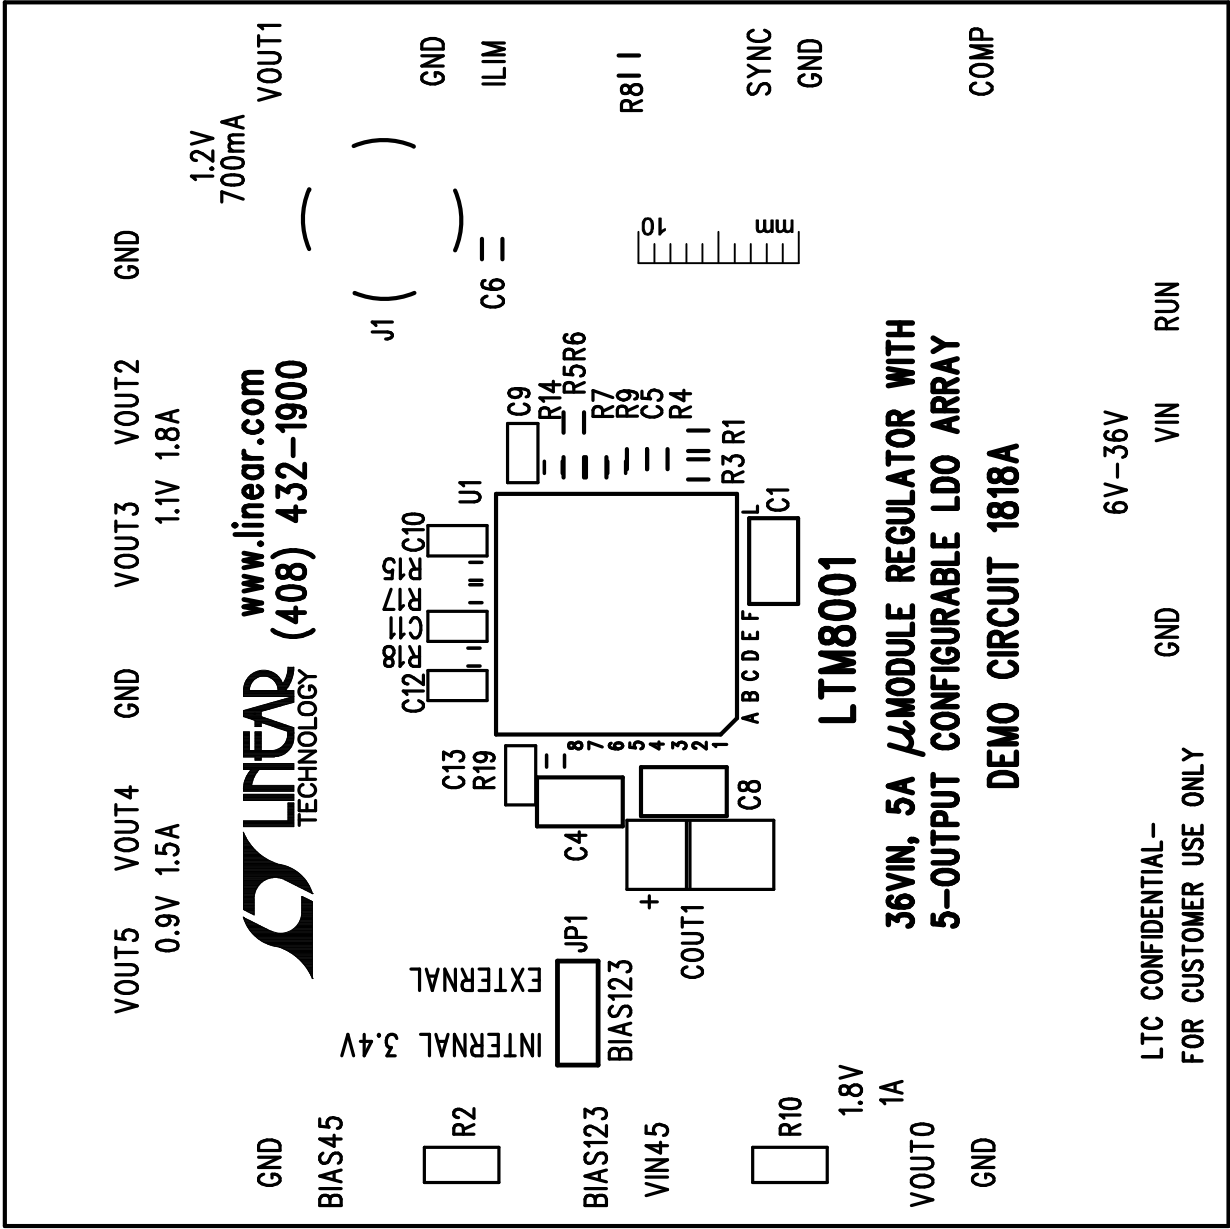 VOUT5
VOUT4
GND
VOUT3
VOUT2
GND
0.9V 1.5A
1.1V 1.8A
1.2V
700mA
VOUT1
LINEAR
TECHNOLOGY
www.linear.com
(408) 432-1900
GND
BIAS45
INTERNAL 3.4V
EXTERNAL
J1
GND
ILIM
C12
R18
C11
R17
R15
C10
R2
C13
R19
U1
C9
R14
C6
JP1
C4
8
7
6
5
4
3
2
1
R5
R6
R7
R9
C5
R4
R8
BIAS123
BIAS123
VIN45
+
COUT1
C8
A B C D E F
L
R3
R1
10
mm
C1
SYNC
GND
R10
1.8V
1A
LTM8001
VOUT0
GND
36VIN, 5A µMODULE REGULATOR WITH
5-OUTPUT CONFIGURABLE LDO ARRAY
DEMO CIRCUIT 1818A
COMP
6V-36V
GND
VIN
RUN
LTC CONFIDENTIAL-
FOR CUSTOMER USE ONLY